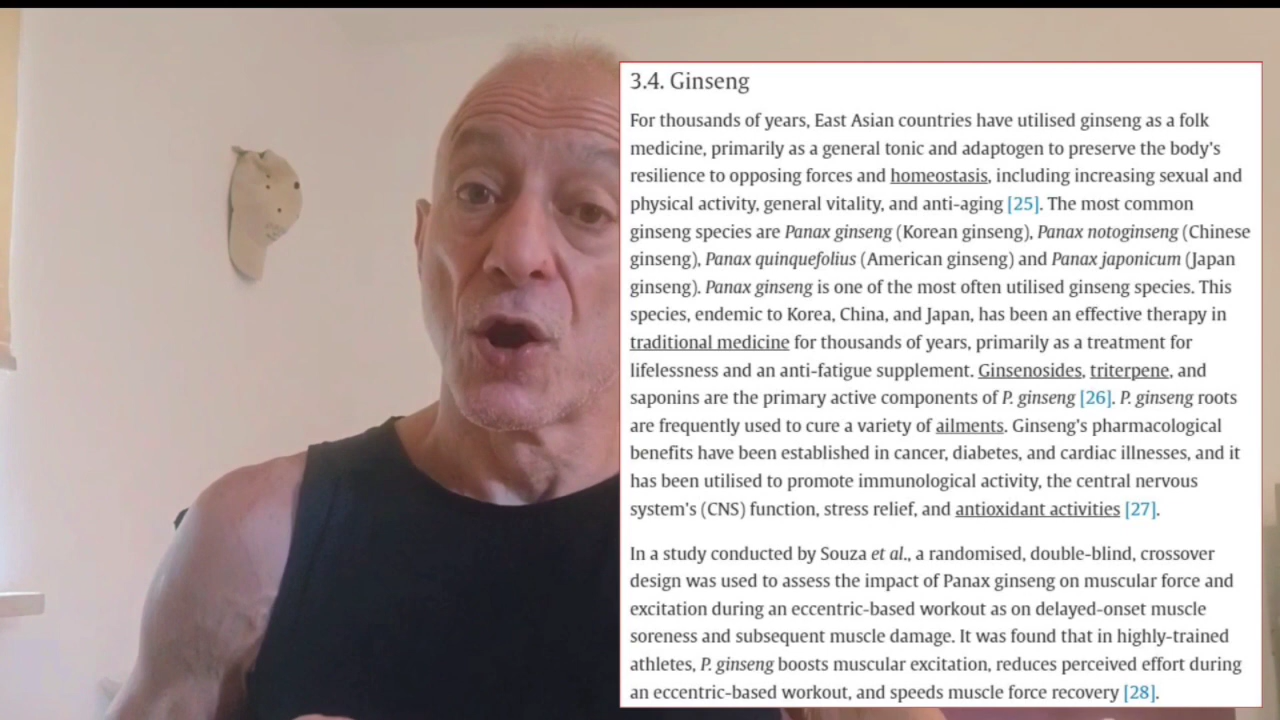 3.4. Ginseng
For thousands of years, East Asian countries have utilised ginseng as a folk
medicine, primarily as a general tonic and adaptogen to preserve the body's
resilience to opposing forces and homeostasis, including increasing sexual and
physical activity, general vitality, and anti-aging [25]. The most common
ginseng species are Panax ginseng (Korean ginseng), Panax notoginseng (Chinese
ginseng), Panax quinquefolius (American ginseng) and Panax japonicum (Japan
ginseng). Panax ginseng is one of the most often utilised ginseng species. This
species, endemic to Korea, China, and Japan, has been an effective therapy in
traditional medicine for thousands of years, primarily as a treatment for
lifelessness and an anti-fatigue supplement. Ginsenosides, triterpene, and
saponins are the primary active components of P. ginseng [26]. P. ginseng roots
are frequently used to cure a variety of ailments. Ginseng's pharmacological
benefits have been established in cancer, diabetes, and cardiac illnesses, and it
has been utilised to promote immunological activity, the central nervous
system's (CNS) function, stress relief, and antioxidant activities [27].
In a study conducted by Souza et al., a randomised, double-blind, crossover
design was used to assess the impact of Panax ginseng on muscular force and
excitation during an eccentric-based workout as on delayed-onset muscle
soreness and subsequent muscle damage. It was found that in highly-trained
athletes, P. ginseng boosts muscular excitation, reduces perceived effort during
an eccentric-based workout, and speeds muscle force recovery [28].